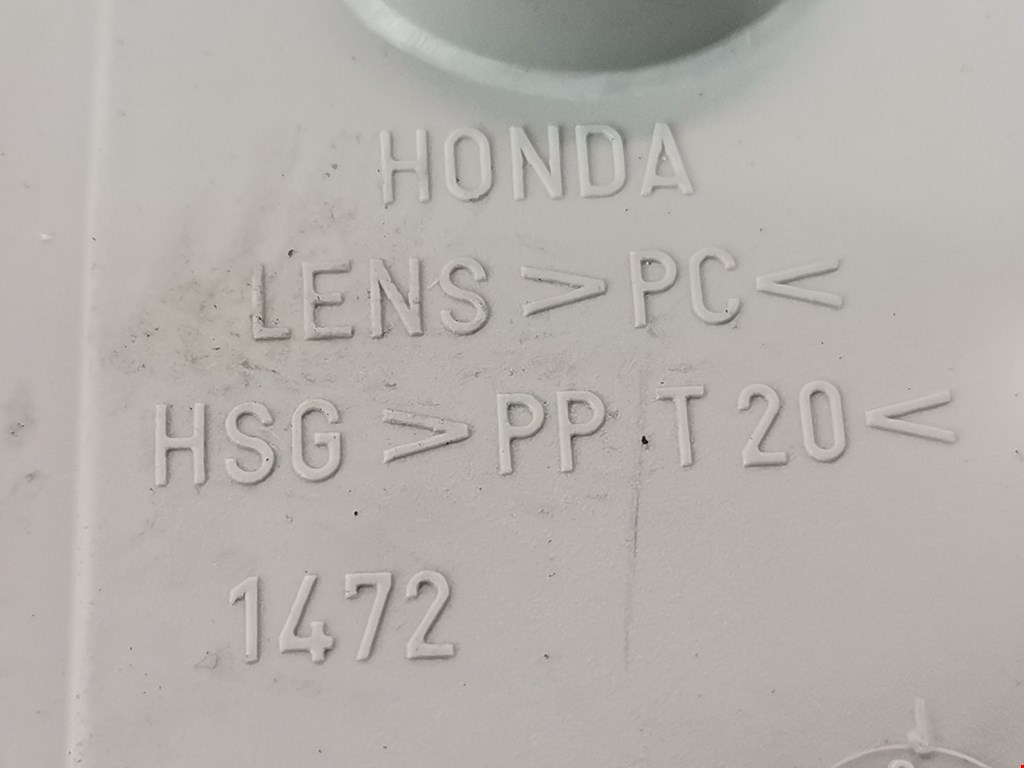 HONDA
LENS >PC<
HSG >PP T20<
1472